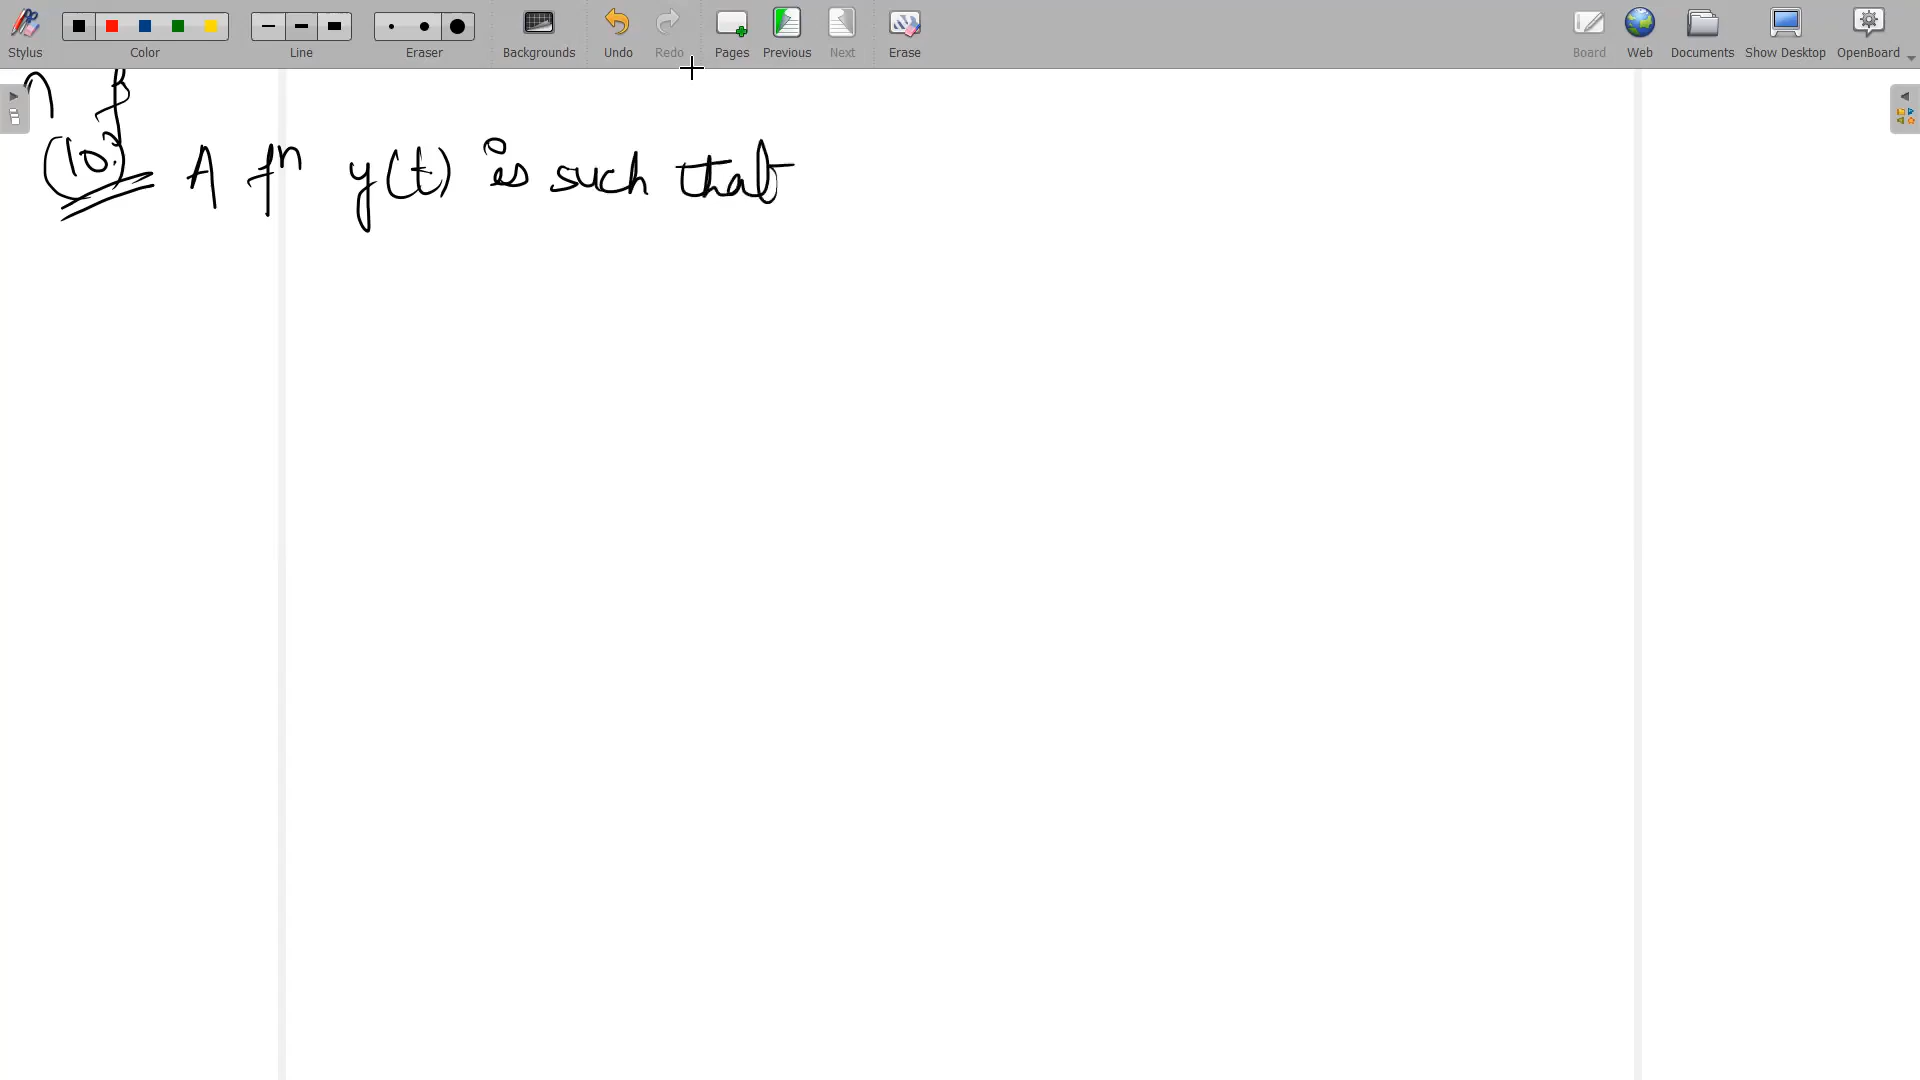 Stylus Color Line Eraser Backgrounds Undo Redo Pages Previous Next Erase Board Web Documents Show Desktop OpenBoard
(10.) A fⁿ y(t) is such that